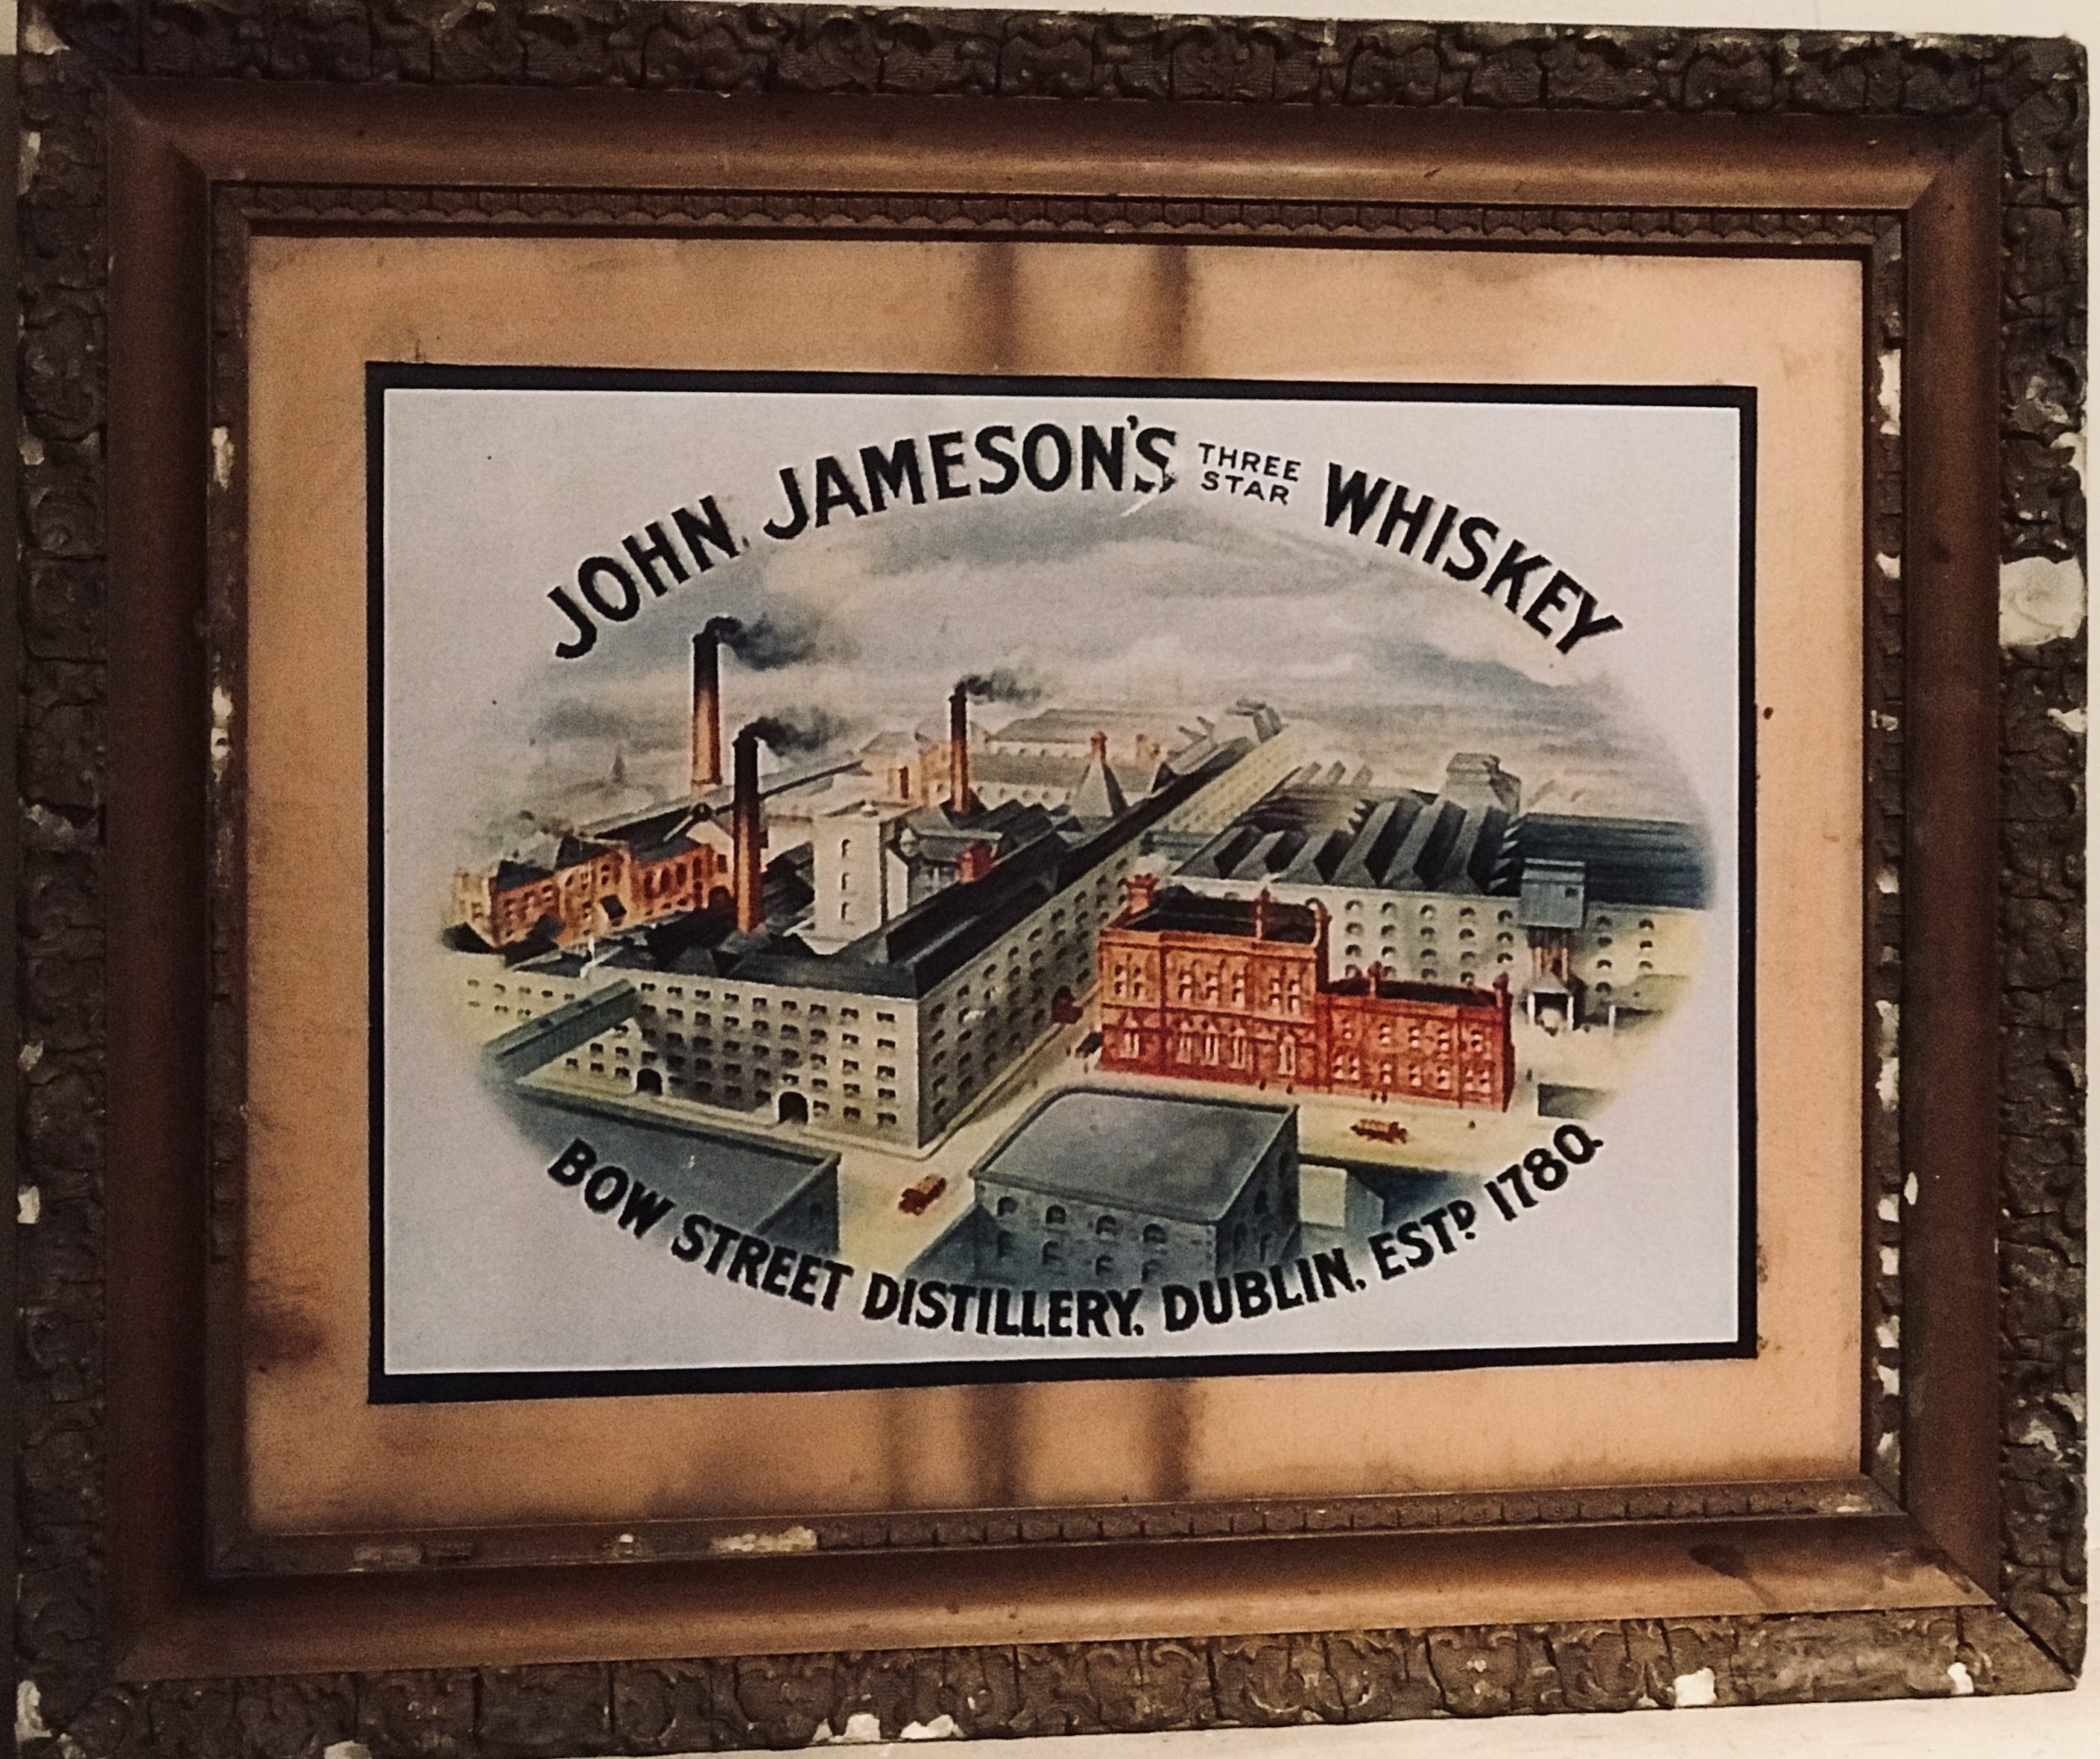 JOHN JAMESON'S THREE STAR WHISKEY
BOW STREET DISTILLERY. DUBLIN. ESTD 1780.